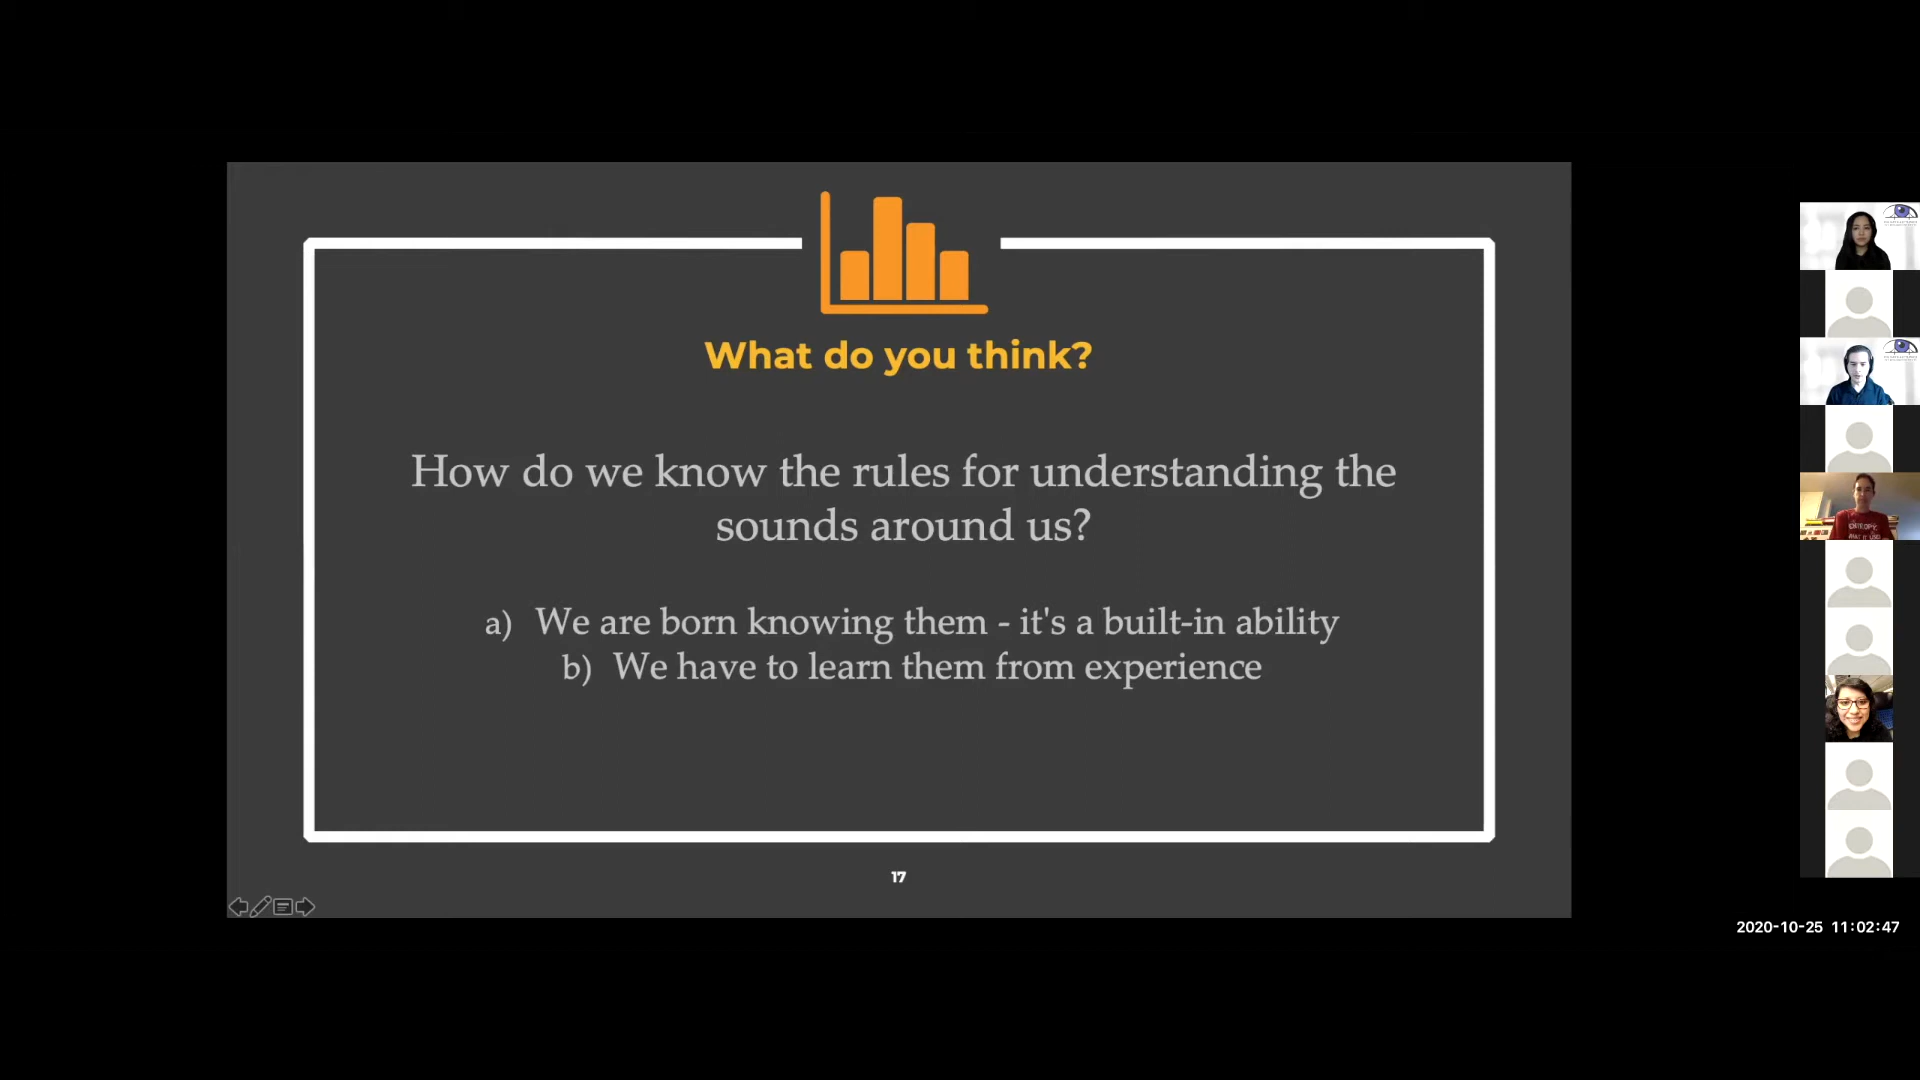 What do you think?
How do we know the rules for understanding the
sounds around us?
a) We are born knowing them - it's a built-in ability
b) We have to learn them from experience
17
ENTROPY
2020-10-25 11:02:47